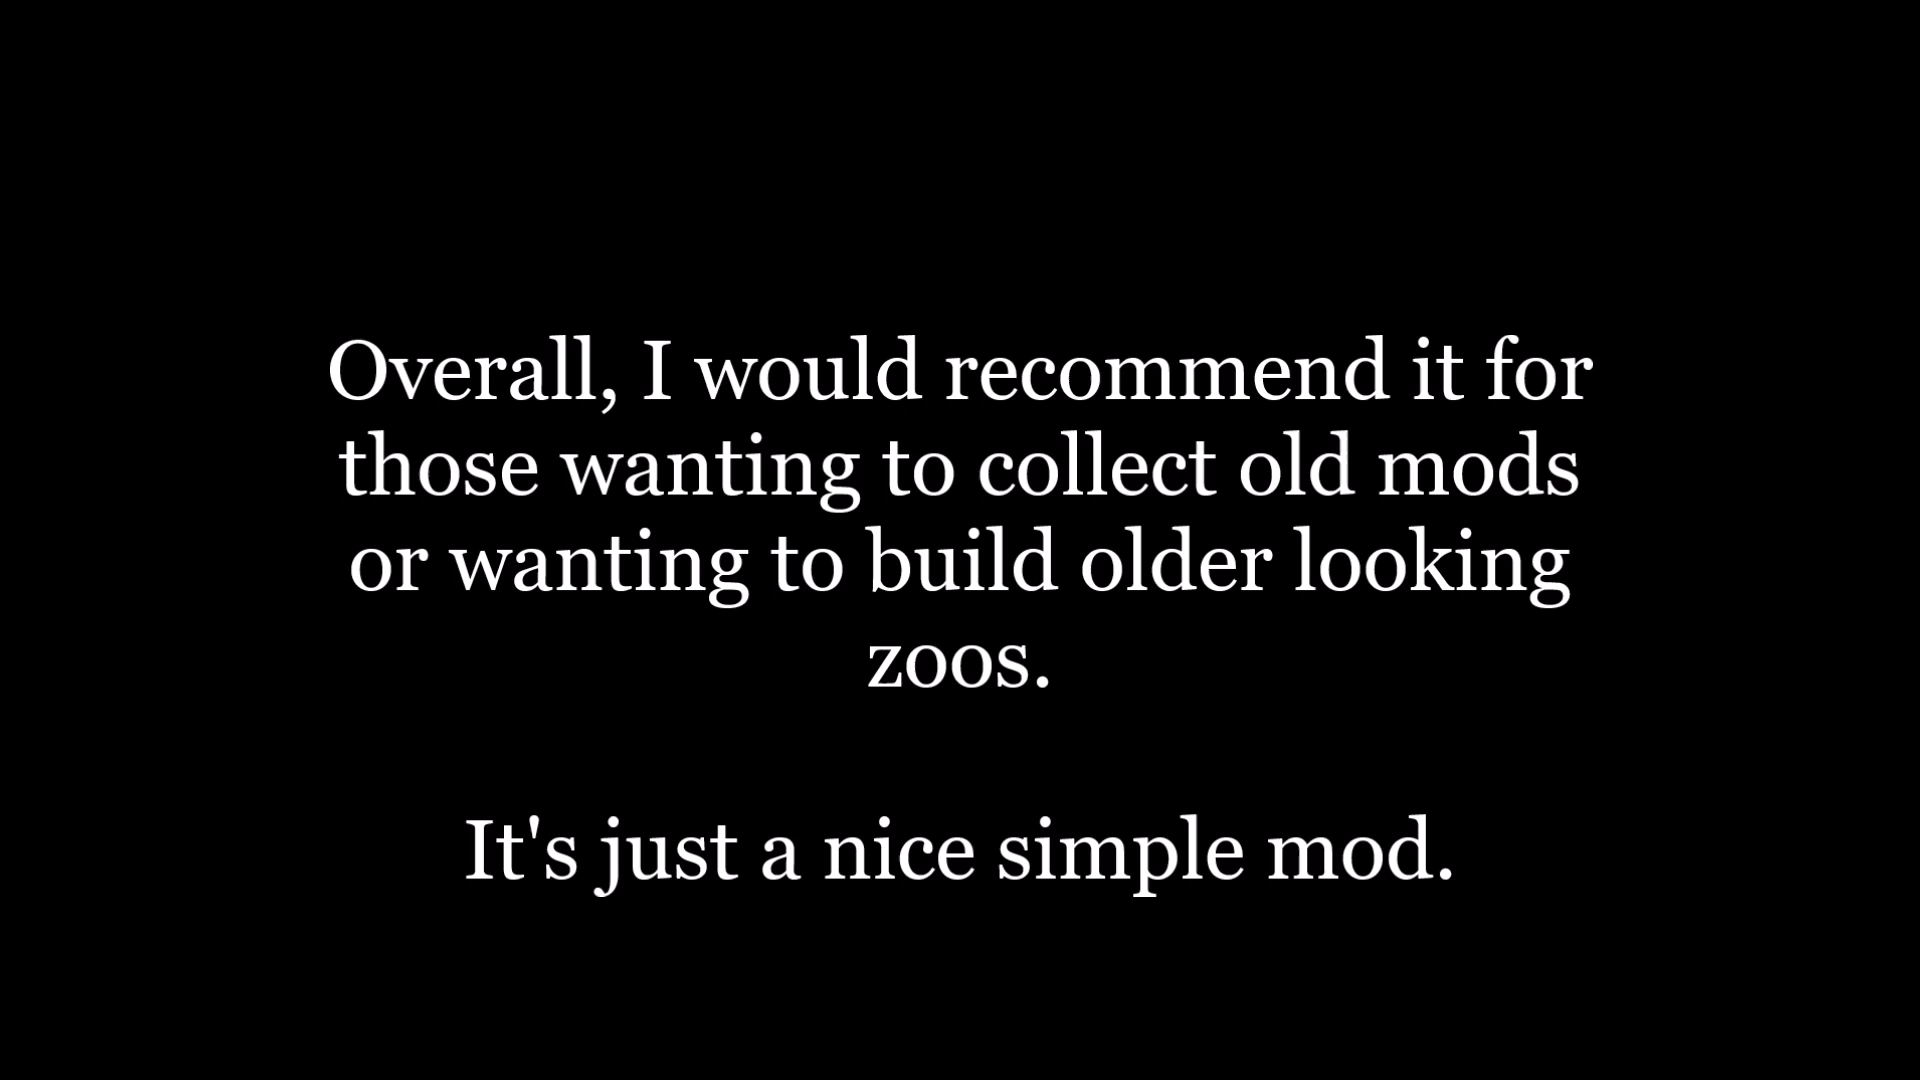 Overall, I would recommend it for
those wanting to collect old mods
or wanting to build older looking
zoos.
It's just a nice simple mod.